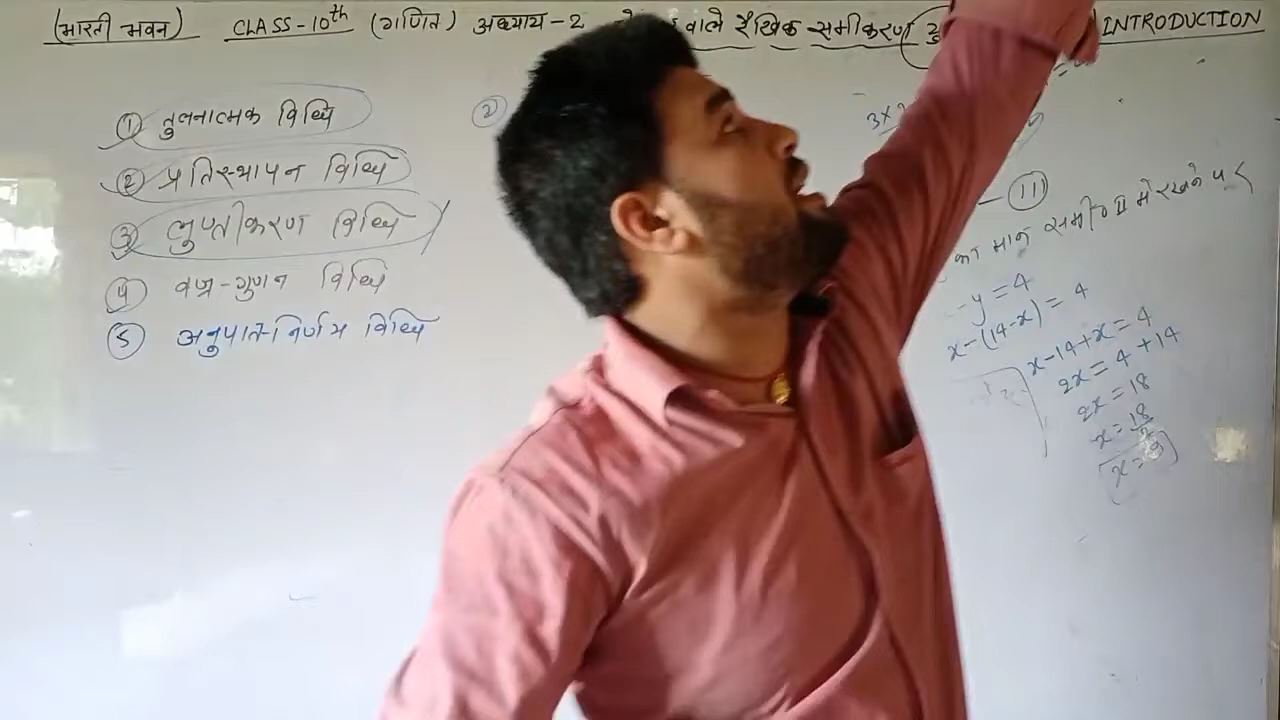 (भारती भवन) CLASS-10th (गणित) अध्याय-2 वाले रैखिक समीकरण INTRODUCTION
① तुलनात्मक विधि
② प्रतिस्थापन विधि
③ लुप्तीकरण विधि
④ वज्र-गुणन विधि
⑤ अनुपात-निर्णय विधि
②
3x
- (11)
का मान समी० II में रखने पर
-y = 4
x-(14-x) = 4
x-14+x = 4
2x = 4+14
2x = 18
x = 18/2
x = 9